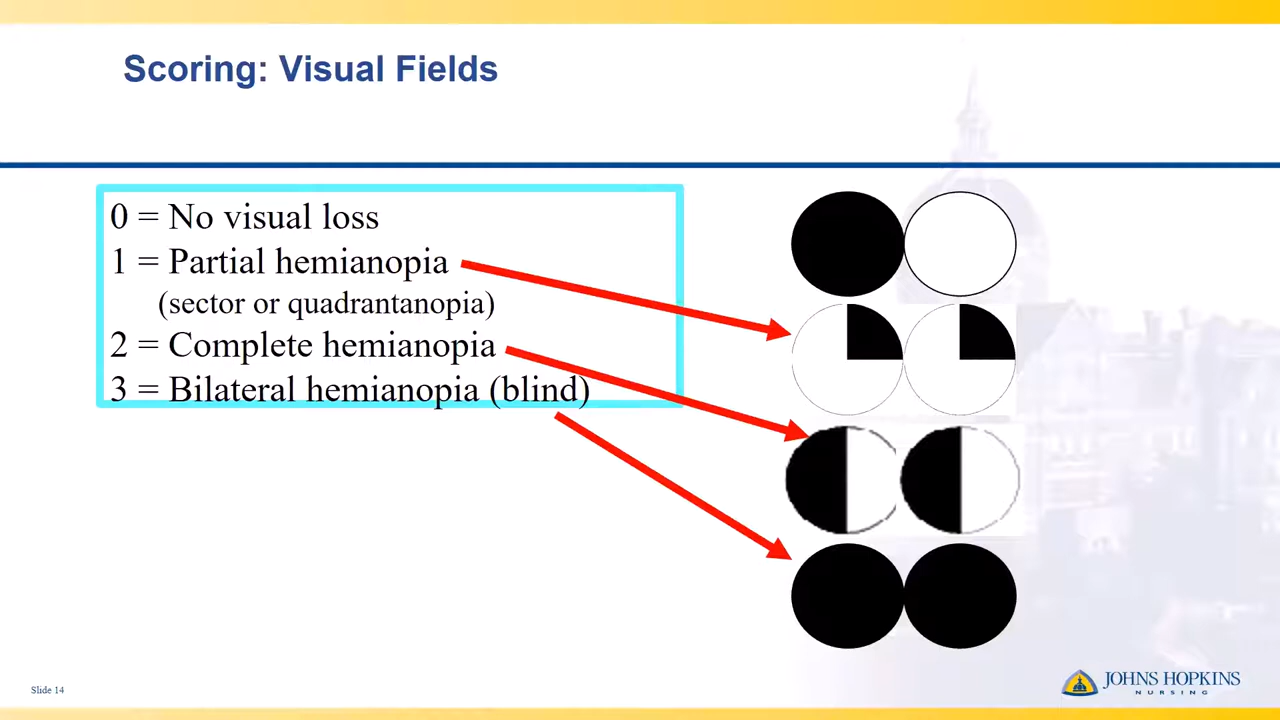 Scoring: Visual Fields
0 = No visual loss
1 = Partial hemianopia
(sector or quadrantanopia)
2 = Complete hemianopia
3 = Bilateral hemianopia (blind)
Slide 14
JOHNS HOPKINS
NURSING